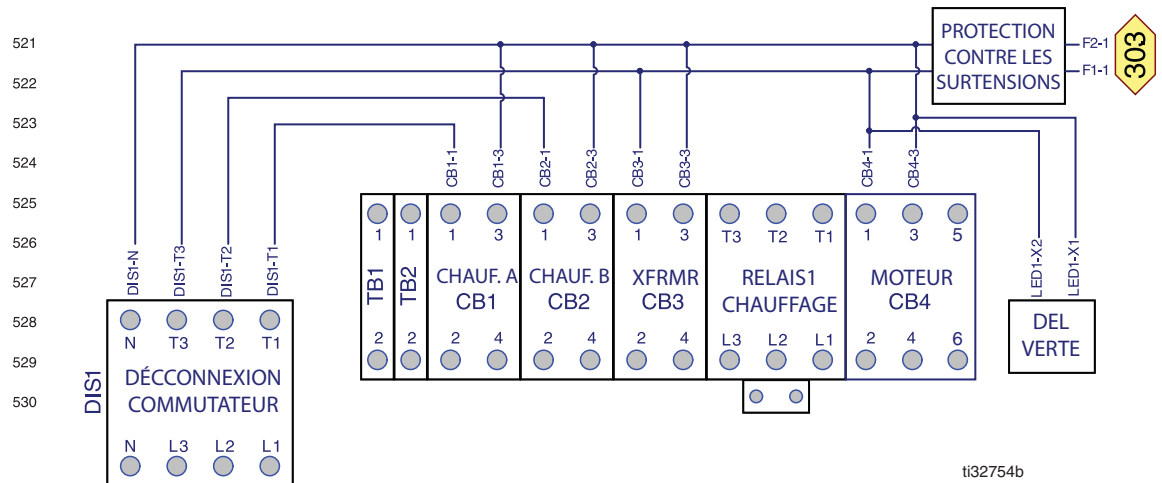 521
522
523
524
525
526
527
528
529
530
PROTECTION
CONTRE LES
SURTENSIONS
F2-1
F1-1
303
CB1-1
CB1-3
CB2-1
CB2-3
CB3-1
CB3-3
CB4-1
CB4-3
DIS1-N
DIS1-T3
DIS1-T2
DIS1-T1
LED1-X2
LED1-X1
1 1 1 3 1 3 1 3 T3 T2 T1 1 3 5
TB1
TB2
CHAUF. A
CB1
CHAUF. B
CB2
XFRMR
CB3
RELAIS1
CHAUFFAGE
MOTEUR
CB4
2 2 2 4 2 4 2 4 L3 L2 L1 2 4 6
DEL
VERTE
DIS1
N T3 T2 T1
DÉCCONNEXION
COMMUTATEUR
N L3 L2 L1
ti32754b